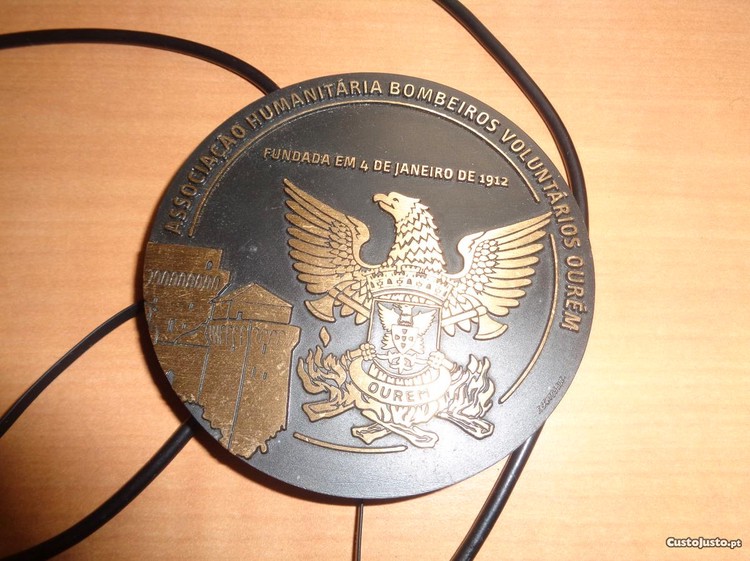 ASSOCIAÇÃO HUMANITÁRIA BOMBEIROS VOLUNTÁRIOS OURÉM
FUNDADA EM 4 DE JANEIRO DE 1912
OURÉM
CustoJusto.pt